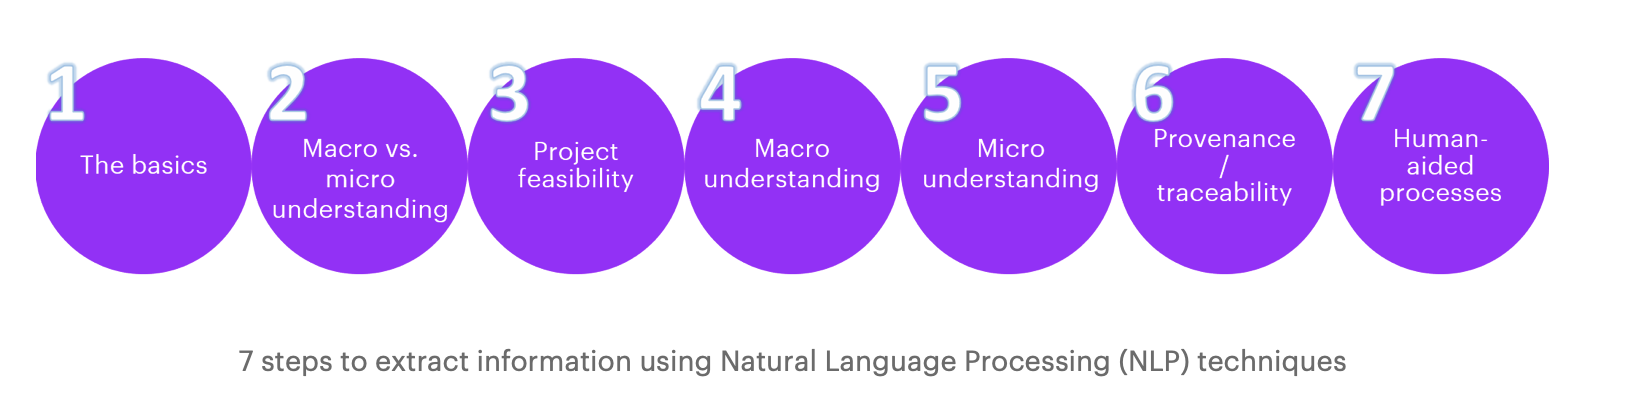 1
The basics
2
Macro vs.
micro
understanding
3
Project
feasibility
4
Macro
understanding
5
Micro
understanding
6
Provenance
/
traceability
7
Human-
aided
processes
7 steps to extract information using Natural Language Processing (NLP) techniques